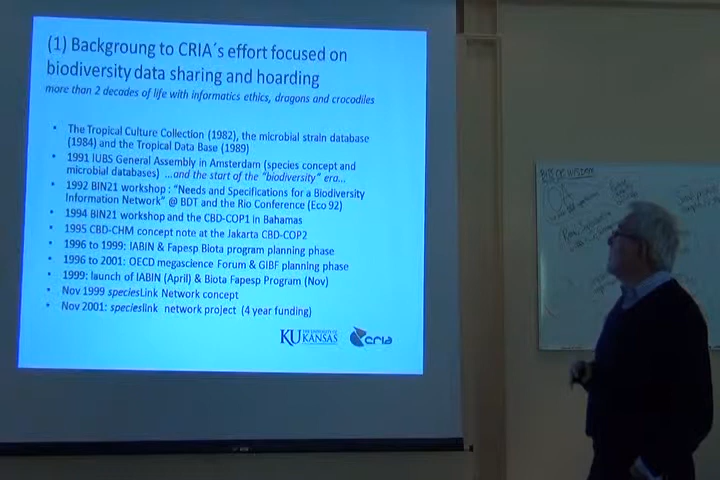 (1) Backgroung to CRIA´s effort focused on
biodiversity data sharing and hoarding
more than 2 decades of life with informatics ethics, dragons and crocodiles
• The Tropical Culture Collection (1982), the microbial strain database
(1984) and the Tropical Data Base (1989)
• 1991 IUBS General Assembly in Amsterdam (species concept and
microbial databases) ...and the start of the "biodiversity" era...
• 1992 BIN21 workshop : "Needs and Specifications for a Biodiversity
Information Network" @ BDT and the Rio Conference (Eco 92)
• 1994 BIN21 workshop and the CBD-COP1 in Bahamas
• 1995 CBD-CHM concept note at the Jakarta CBD-COP2
• 1996 to 1999: IABIN & Fapesp Biota program planning phase
• 1996 to 2001: OECD megascience Forum & GIBF planning phase
• 1999: launch of IABIN (April) & Biota Fapesp Program (Nov)
• Nov 1999 speciesLink Network concept
• Nov 2001: specieslink network project (4 year funding)
KU THE UNIVERSITY OF KANSAS
cria
BITS OF WISDOM